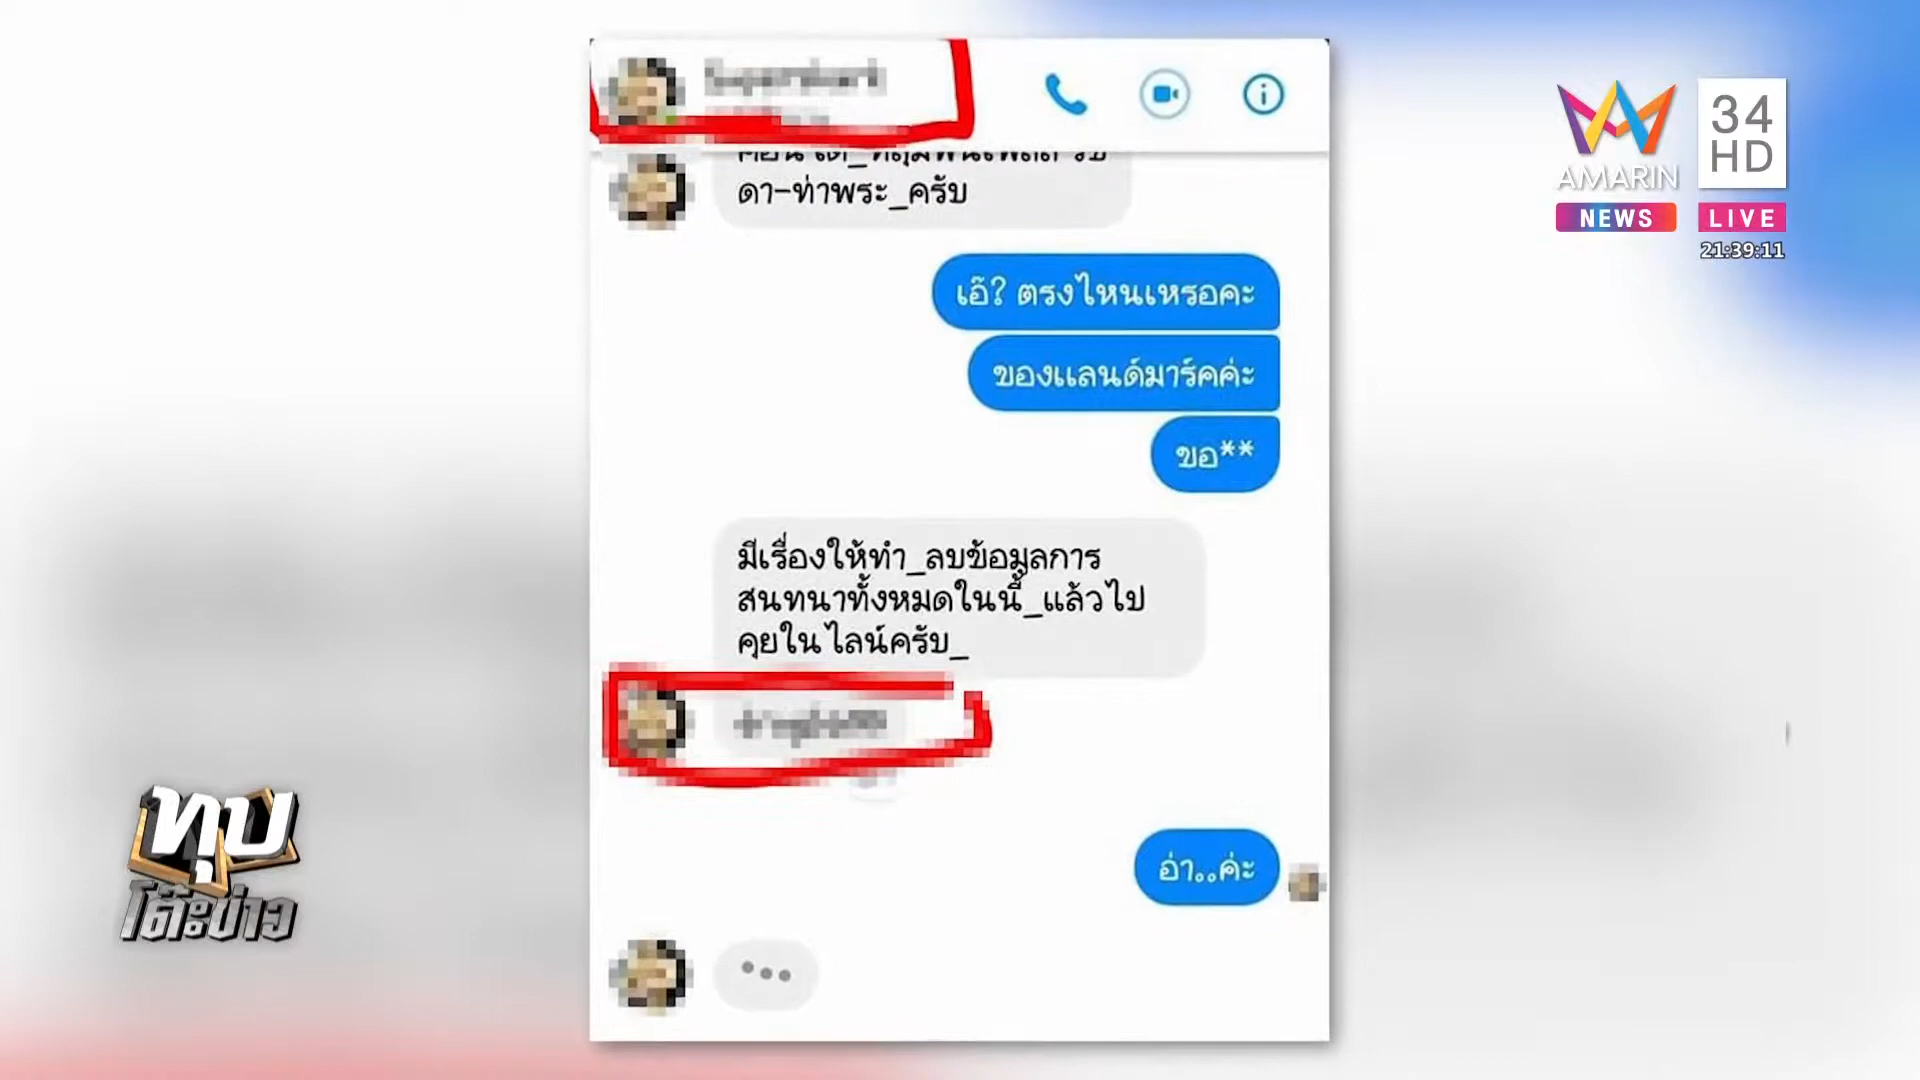 ดา-ท่าพระ_ครับ
เอ๊? ตรงไหนเหรอคะ
ของแลนด์มาร์คค่ะ
ขอ**
มีเรื่องให้ทำ_ลบข้อมูลการ
สนทนาทั้งหมดในนี้_แล้วไป
คุยในไลน์ครับ_
อ่า..ค่ะ
AMARIN
NEWS
34
HD
LIVE
21:39:11
ทุบ
โต๊ะข่าว